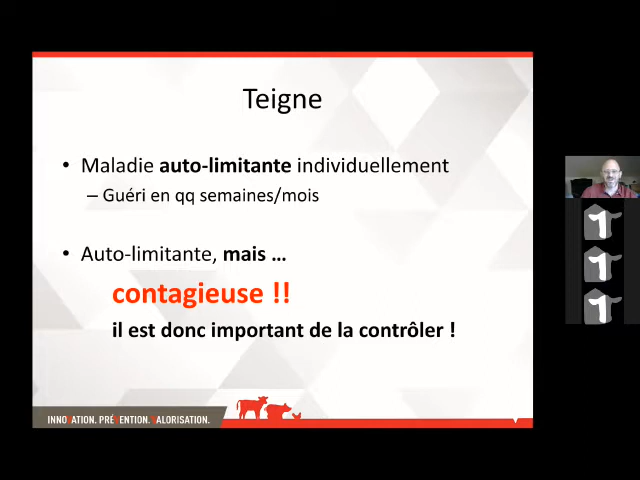 Teigne
• Maladie auto-limitante individuellement
– Guéri en qq semaines/mois
• Auto-limitante, mais ...
contagieuse !!
il est donc important de la contrôler !
INNOVATION. PRÉVENTION. VALORISATION.